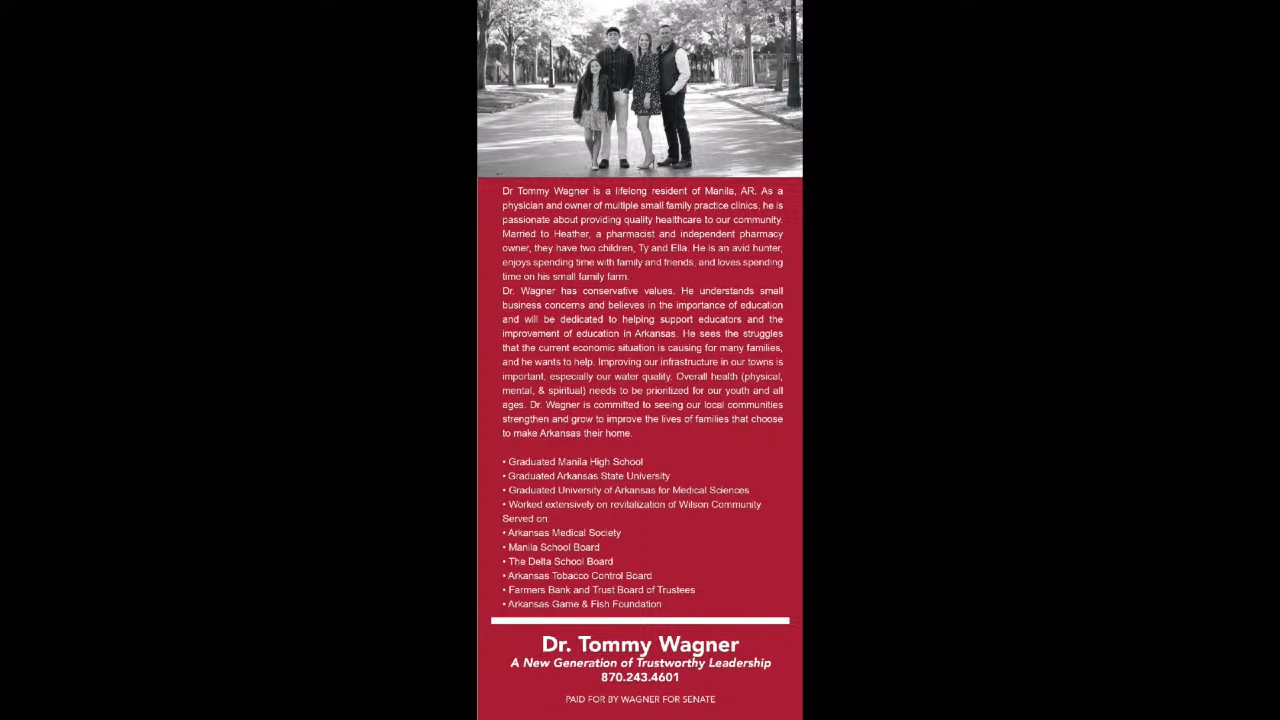 Dr Tommy Wagner is a lifelong resident of Manila, AR. As a
physician and owner of multiple small family practice clinics, he is
passionate about providing quality healthcare to our community.
Married to Heather, a pharmacist and independent pharmacy
owner, they have two children, Ty and Ella. He is an avid hunter,
enjoys spending time with family and friends, and loves spending
time on his small family farm.
Dr. Wagner has conservative values. He understands small
business concerns and believes in the importance of education
and will be dedicated to helping support educators and the
improvement of education in Arkansas. He sees the struggles
that the current economic situation is causing for many families,
and he wants to help. Improving our infrastructure in our towns is
important, especially our water quality. Overall health (physical,
mental, & spiritual) needs to be prioritized for our youth and all
ages. Dr. Wagner is committed to seeing our local communities
strengthen and grow to improve the lives of families that choose
to make Arkansas their home.
• Graduated Manila High School
• Graduated Arkansas State University
• Graduated University of Arkansas for Medical Sciences
• Worked extensively on revitalization of Wilson Community
Served on:
• Arkansas Medical Society
• Manila School Board
• The Delta School Board
• Arkansas Tobacco Control Board
• Farmers Bank and Trust Board of Trustees
• Arkansas Game & Fish Foundation
Dr. Tommy Wagner
A New Generation of Trustworthy Leadership
870.243.4601
PAID FOR BY WAGNER FOR SENATE